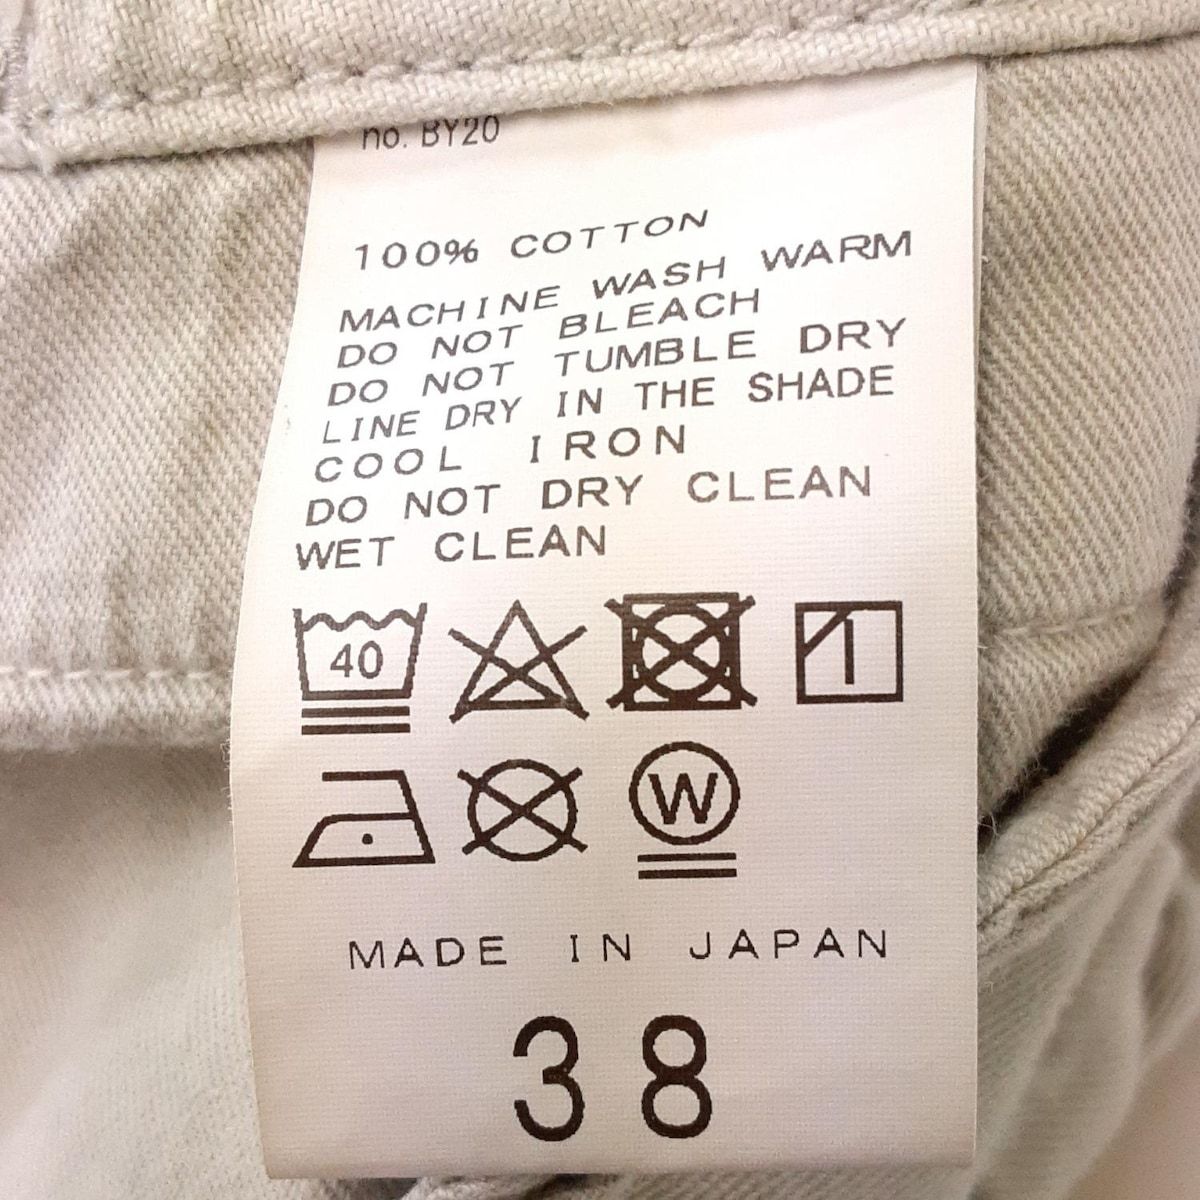 no. BY20
100% COTTON
MACHINE WASH WARM
DO NOT BLEACH
DO NOT TUMBLE DRY
LINE DRY IN THE SHADE
COOL IRON
DO NOT DRY CLEAN
WET CLEAN
40
W
MADE IN JAPAN
38